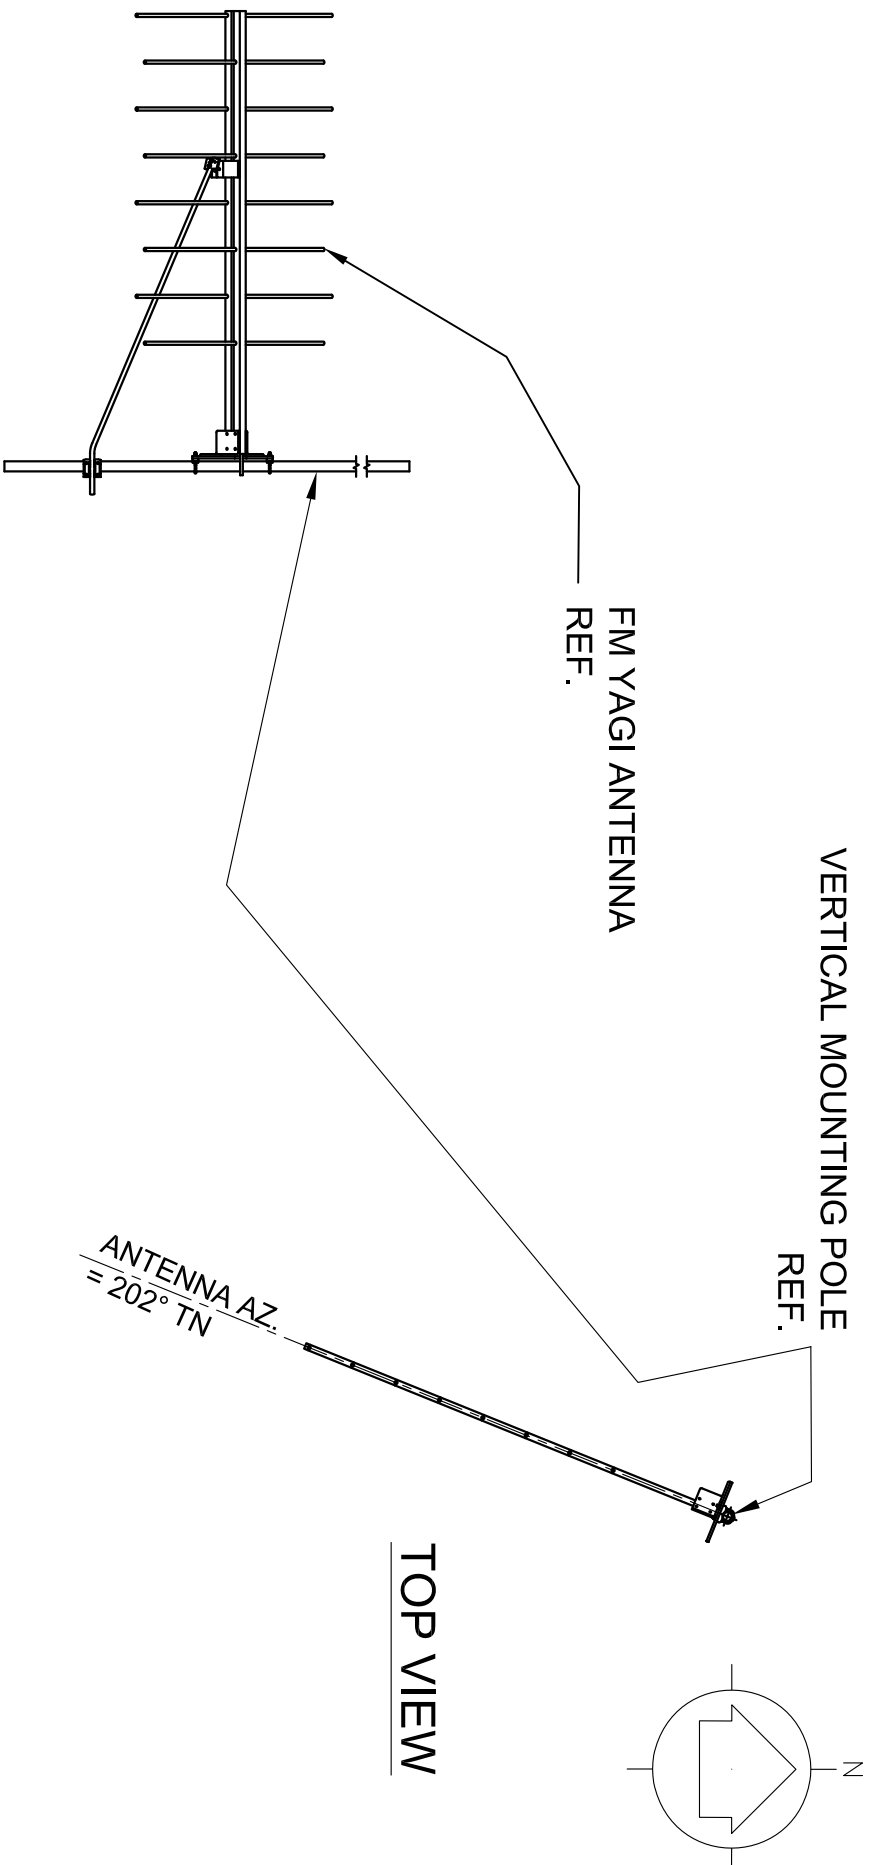 N
VERTICAL MOUNTING POLE
REF.
FM YAGI ANTENNA
REF.
TOP VIEW
ANTENNA AZ.
= 202° TN